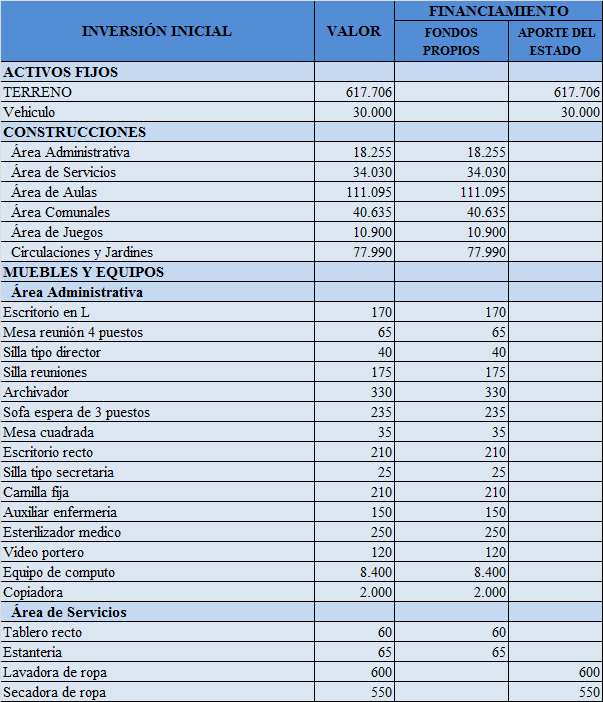 INVERSIÓN INICIAL VALOR FINANCIAMIENTO
FONDOS PROPIOS APORTE DEL ESTADO
ACTIVOS FIJOS
TERRENO 617.706 617.706
Vehiculo 30.000 30.000
CONSTRUCCIONES
Área Administrativa 18.255 18.255
Área de Servicios 34.030 34.030
Área de Aulas 111.095 111.095
Área Comunales 40.635 40.635
Área de Juegos 10.900 10.900
Circulaciones y Jardines 77.990 77.990
MUEBLES Y EQUIPOS
Área Administrativa
Escritorio en L 170 170
Mesa reunión 4 puestos 65 65
Silla tipo director 40 40
Silla reuniones 175 175
Archivador 330 330
Sofa espera de 3 puestos 235 235
Mesa cuadrada 35 35
Escritorio recto 210 210
Silla tipo secretaria 25 25
Camilla fija 210 210
Auxiliar enfermeria 150 150
Esterilizador medico 250 250
Video portero 120 120
Equipo de computo 8.400 8.400
Copiadora 2.000 2.000
Área de Servicios
Tablero recto 60 60
Estanteria 65 65
Lavadora de ropa 600 600
Secadora de ropa 550 550